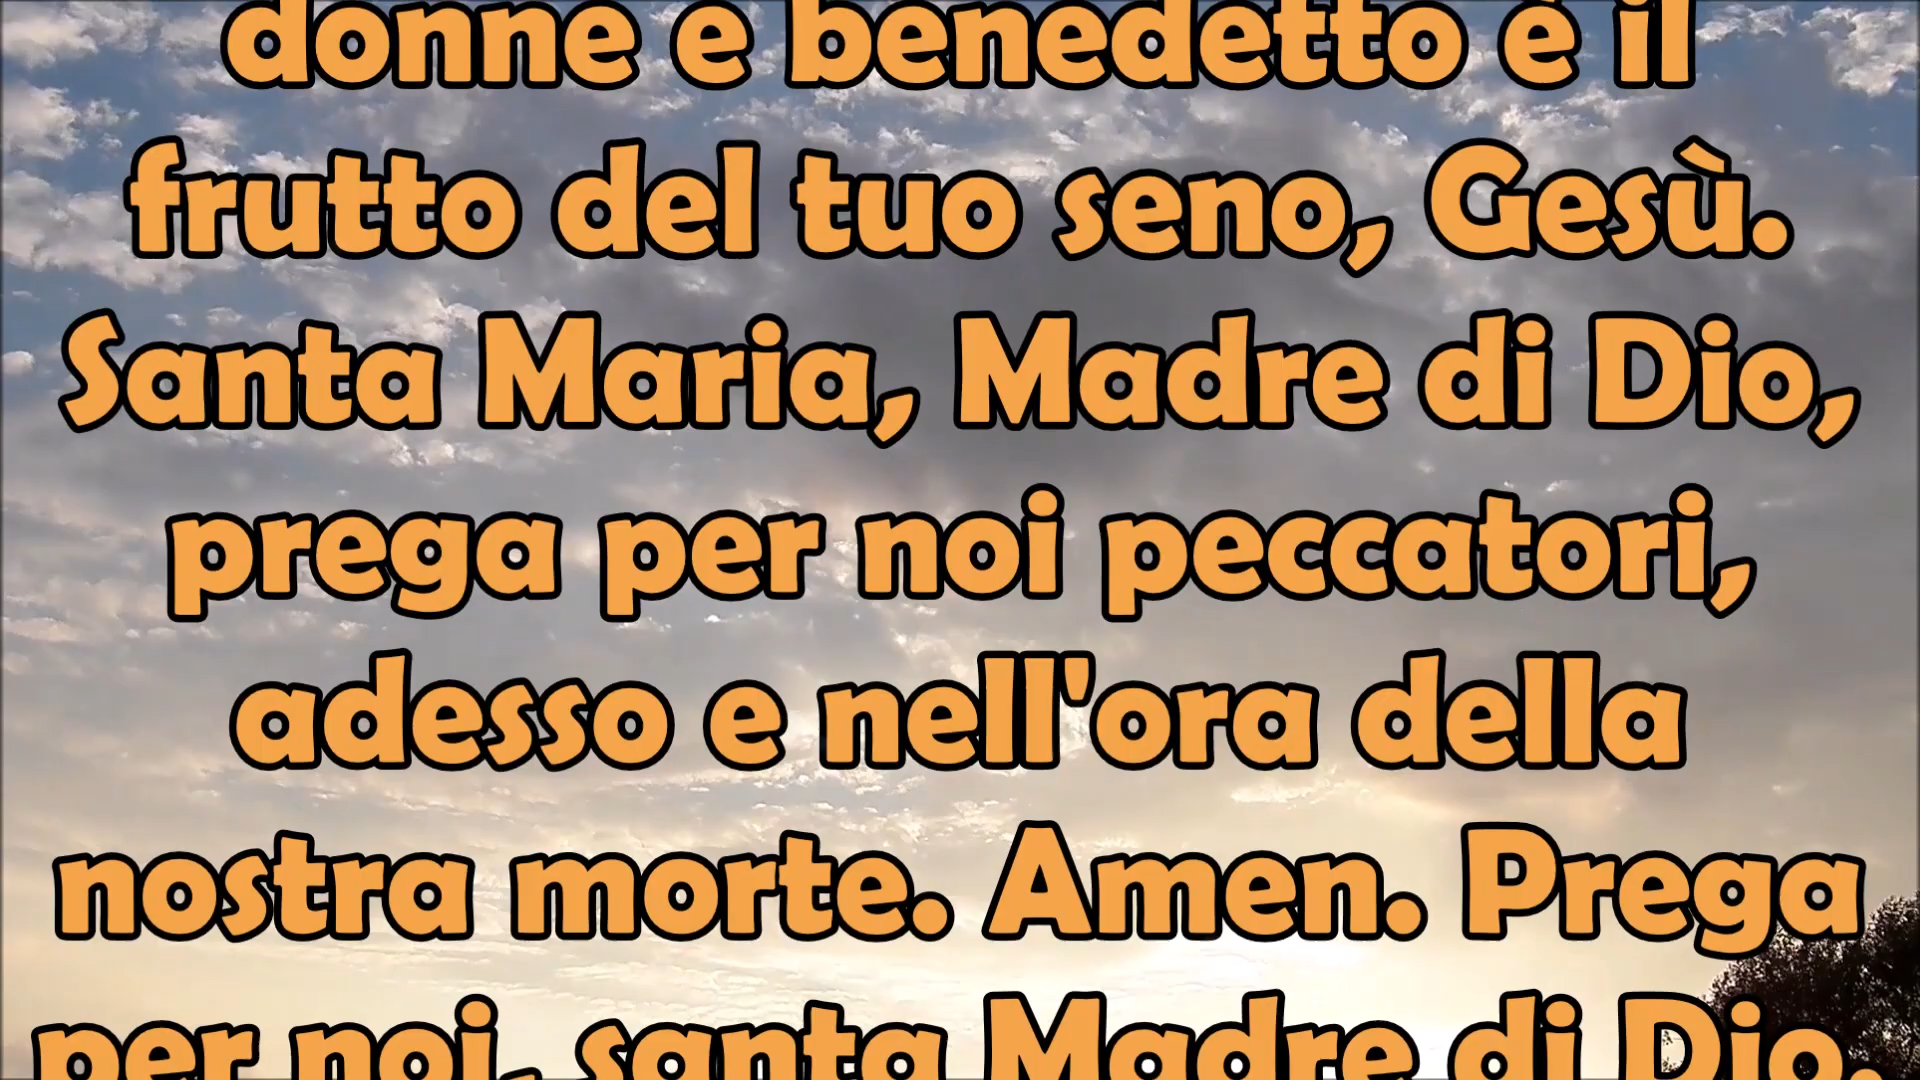 donne e benedetto è il
frutto del tuo seno, Gesù.
Santa Maria, Madre di Dio,
prega per noi peccatori,
adesso e nell'ora della
nostra morte. Amen. Prega
per noi, santa Madre di Dio.